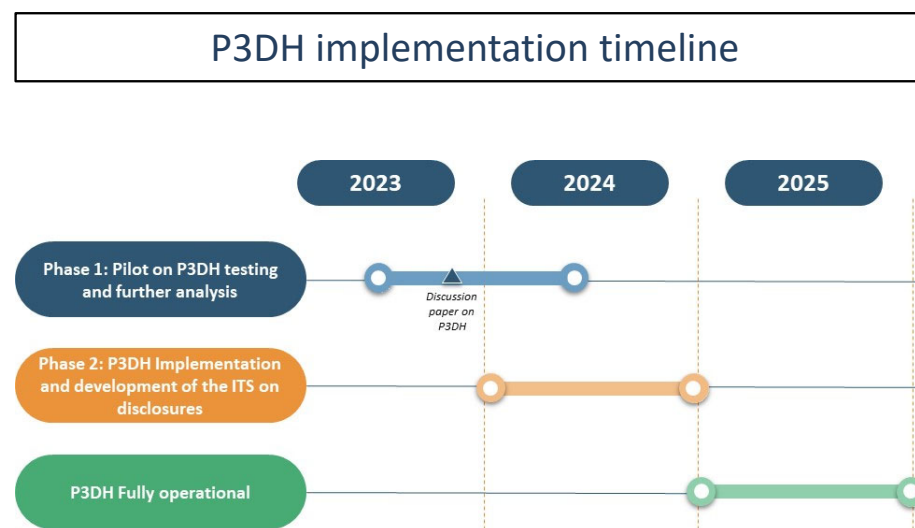 P3DH implementation timeline
2023
2024
2025
Phase 1: Pilot on P3DH testing
and further analysis
Discussion
paper on
P3DH
Phase 2: P3DH Implementation
and development of the ITS on
disclosures
P3DH Fully operational